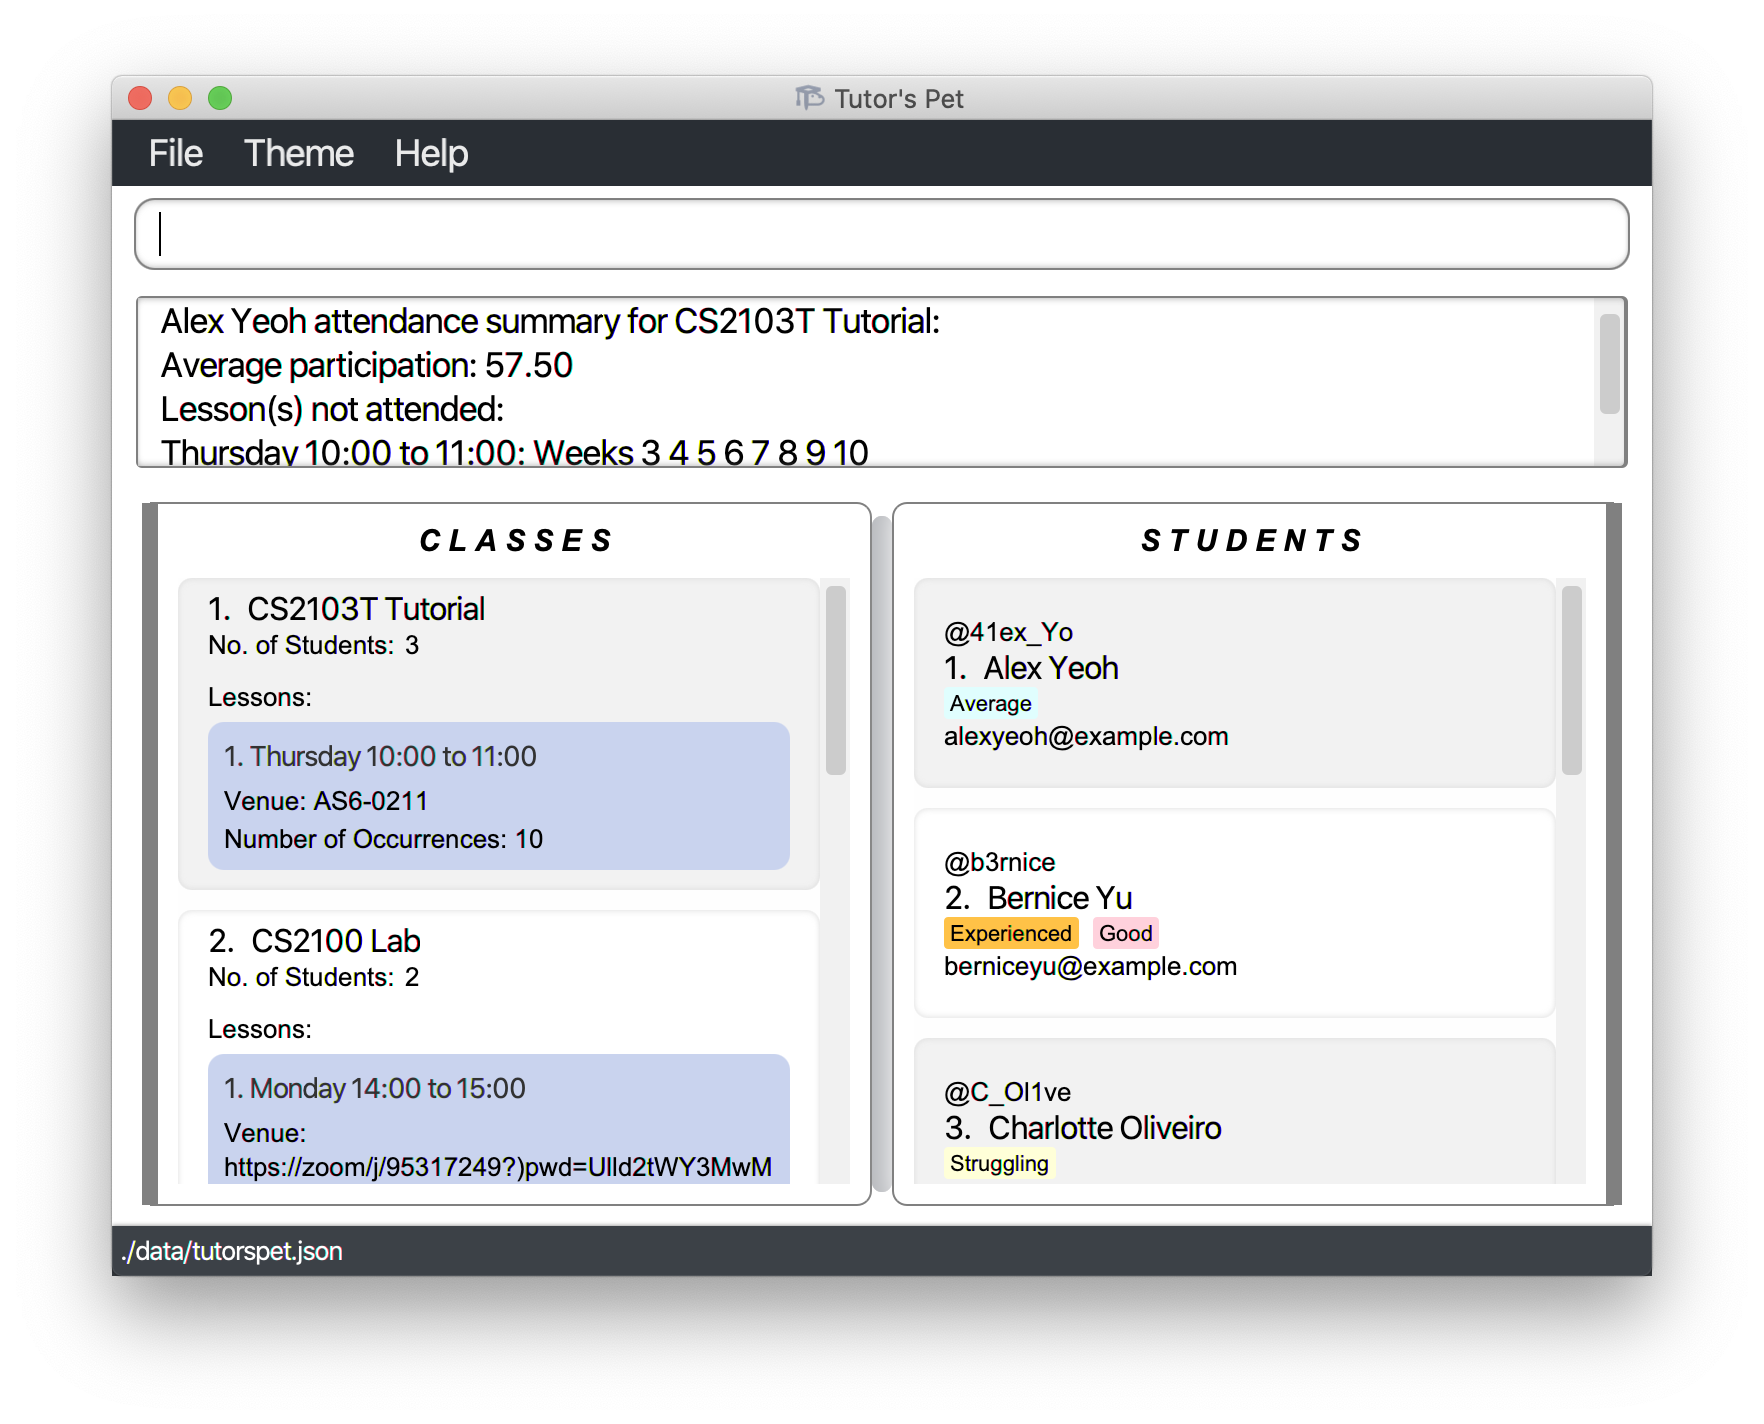 Tutor's Pet
File Theme Help
Alex Yeoh attendance summary for CS2103T Tutorial:
Average participation: 57.50
Lesson(s) not attended:
Thursday 10:00 to 11:00: Weeks 3 4 5 6 7 8 9 10
CLASSES
1. CS2103T Tutorial
No. of Students: 3
Lessons:
1. Thursday 10:00 to 11:00
Venue: AS6-0211
Number of Occurrences: 10
2. CS2100 Lab
No. of Students: 2
Lessons:
1. Monday 14:00 to 15:00
Venue:
https://zoom/j/95317249?)pwd=Ulld2tWY3MwM
STUDENTS
@41ex_Yo
1. Alex Yeoh
Average
alexyeoh@example.com
@b3rnice
2. Bernice Yu
Experienced Good
berniceyu@example.com
@C_Ol1ve
3. Charlotte Oliveiro
Struggling
./data/tutorspet.json